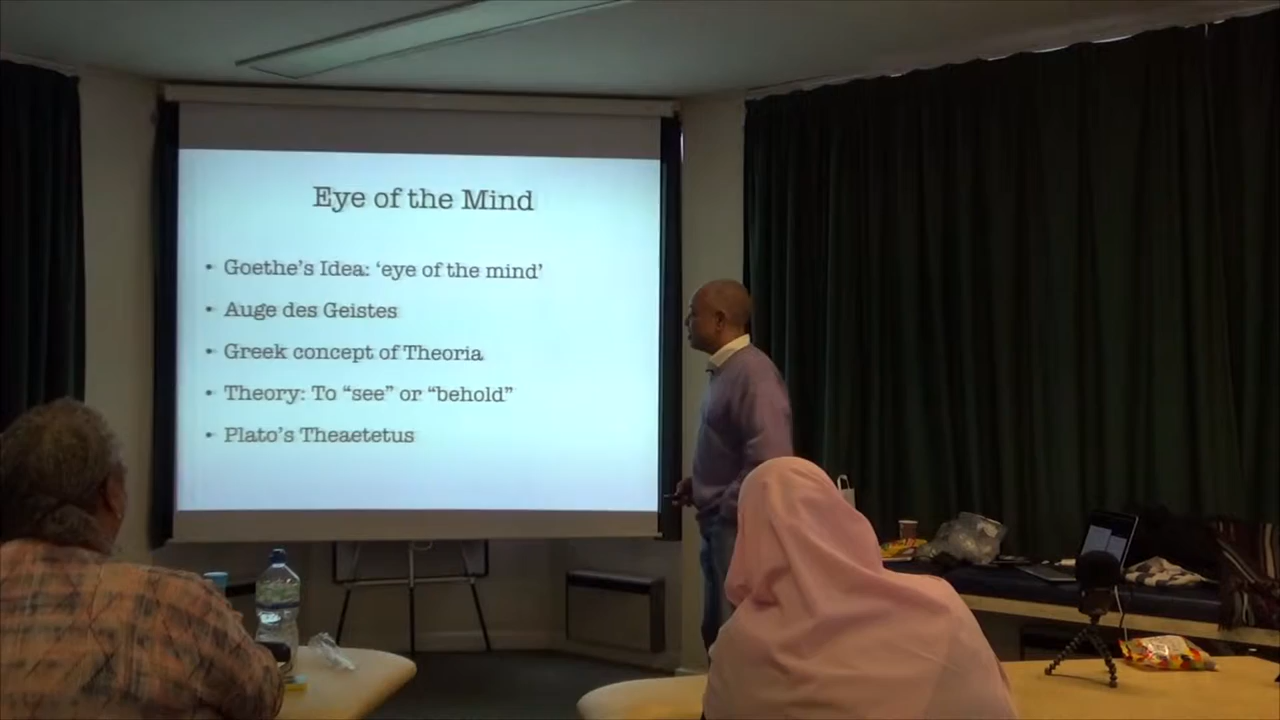 Eye of the Mind
• Goethe's Idea: ‘eye of the mind’
• Auge des Geistes
• Greek concept of Theoria
• Theory: To “see” or “behold”
• Plato's Theaetetus